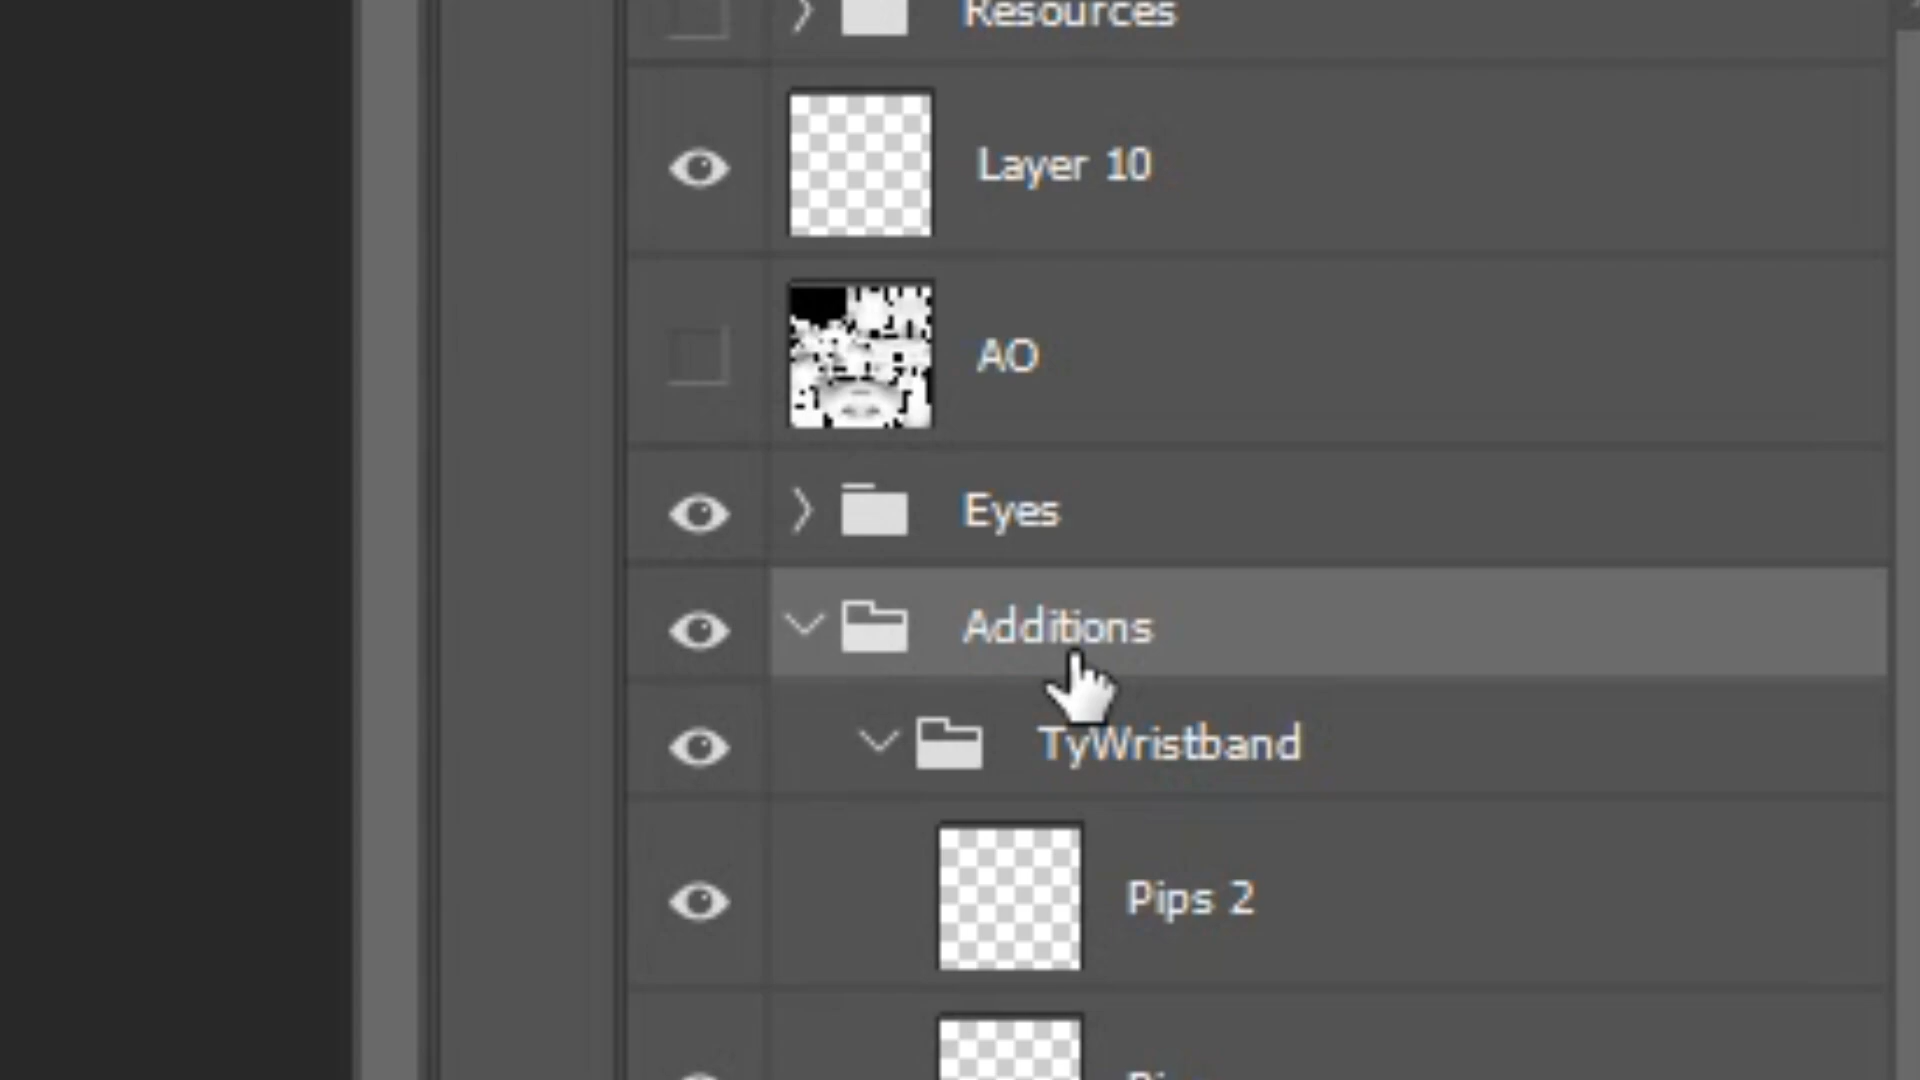 Resources
Layer 10
AO
Eyes
Additions
TyWristband
Pips 2